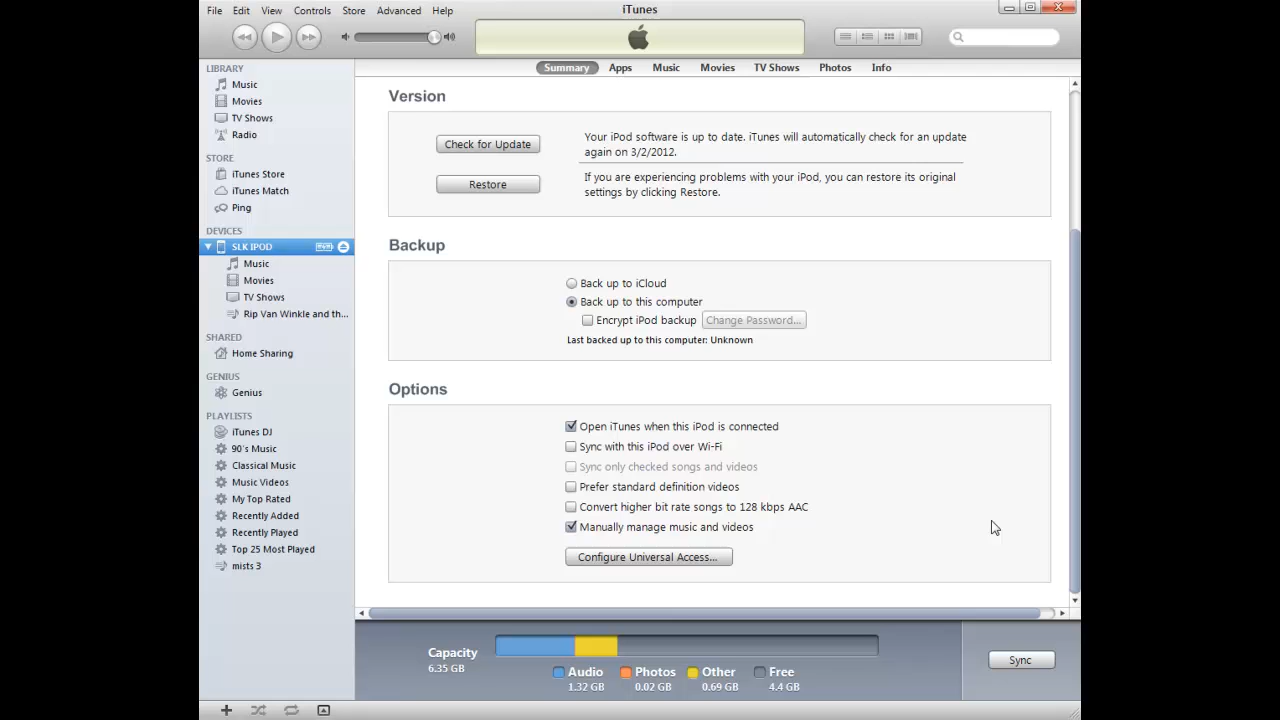 File Edit View Controls Store Advanced Help
iTunes
LIBRARY
Music
Movies
TV Shows
Radio
STORE
iTunes Store
iTunes Match
Ping
DEVICES
SLK IPOD
Music
Movies
TV Shows
Rip Van Winkle and th...
SHARED
Home Sharing
GENIUS
Genius
PLAYLISTS
iTunes DJ
90's Music
Classical Music
Music Videos
My Top Rated
Recently Added
Recently Played
Top 25 Most Played
mists 3
Summary Apps Music Movies TV Shows Photos Info
Version
Check for Update
Your iPod software is up to date. iTunes will automatically check for an update
again on 3/2/2012.
Restore
If you are experiencing problems with your iPod, you can restore its original
settings by clicking Restore.
Backup
Back up to iCloud
Back up to this computer
Encrypt iPod backup Change Password...
Last backed up to this computer: Unknown
Options
Open iTunes when this iPod is connected
Sync with this iPod over Wi-Fi
Sync only checked songs and videos
Prefer standard definition videos
Convert higher bit rate songs to 128 kbps AAC
Manually manage music and videos
Configure Universal Access...
Capacity
6.35 GB
Audio Photos Other Free
1.32 GB 0.02 GB 0.69 GB 4.4 GB
Sync